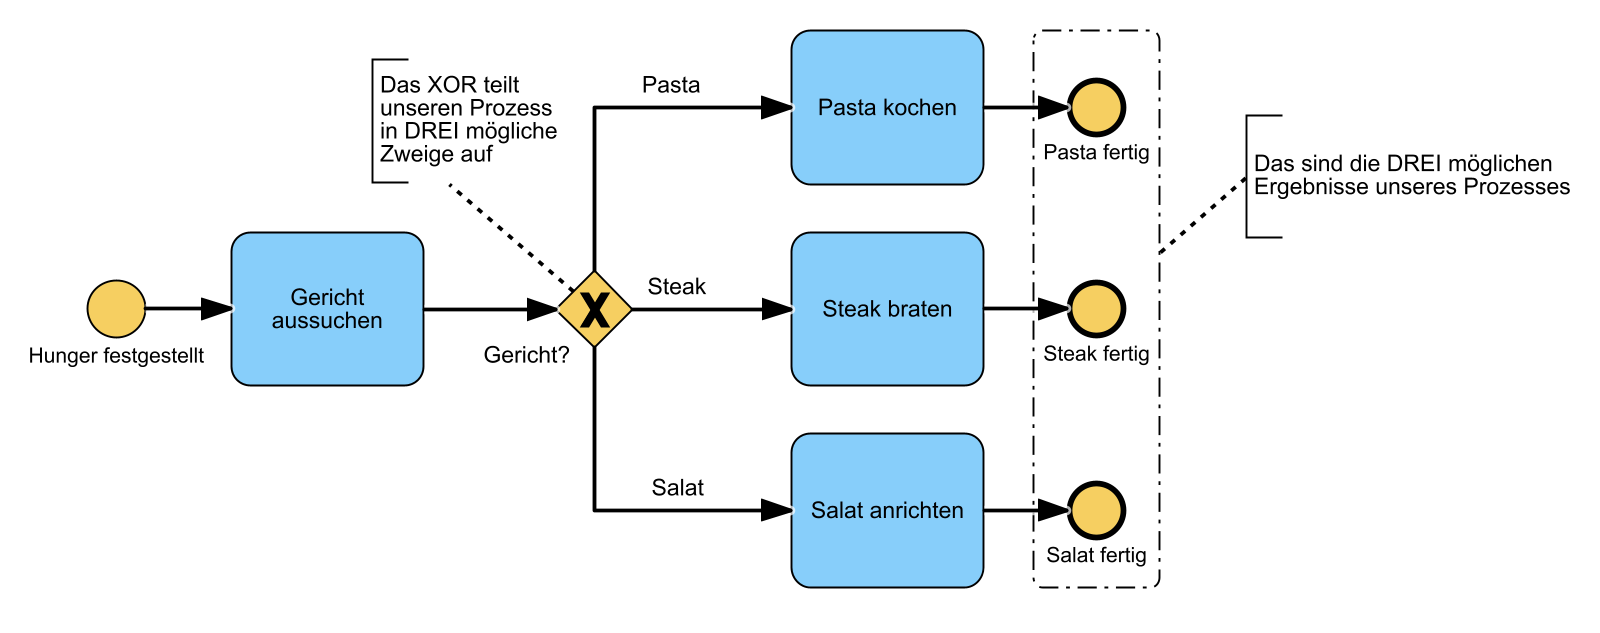 Das XOR teilt
unseren Prozess
in DREI mögliche
Zweige auf
Pasta
Pasta kochen
Pasta fertig
Das sind die DREI möglichen
Ergebnisse unseres Prozesses
Hunger festgestellt
Gericht
aussuchen
X
Gericht?
Steak
Steak braten
Steak fertig
Salat
Salat anrichten
Salat fertig